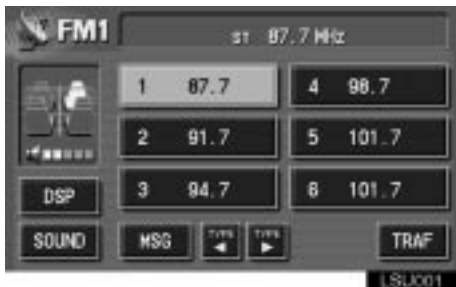 FM1
ST 87.7 MHz
1 87.7
4 98.7
2 91.7
5 101.7
3 94.7
6 101.7
DSP
SOUND
MSG
TYPE
TYPE
TRAF
LSU001